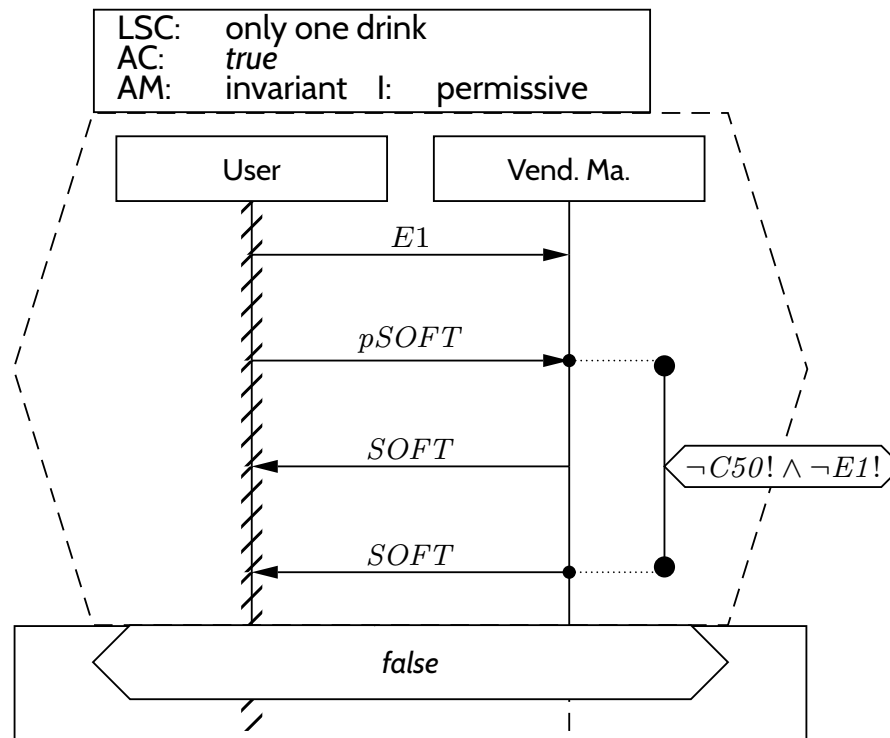 LSC: only one drink
AC: true
AM: invariant I: permissive
User Vend. Ma.
E1
pSOFT
SOFT
¬C50! ∧ ¬E1!
SOFT
false